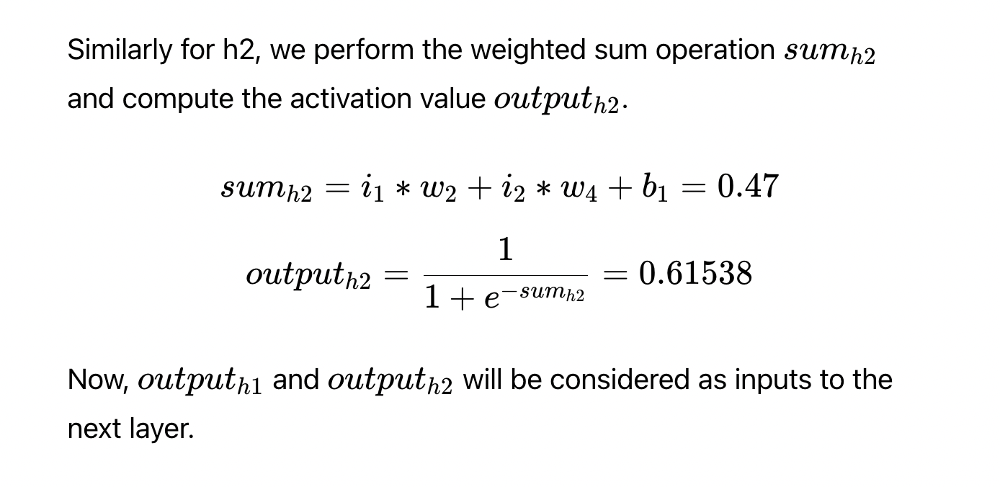 Similarly for h2, we perform the weighted sum operation $sum_{h2}$
and compute the activation value $output_{h2}$.
$sum_{h2} = i_1 * w_2 + i_2 * w_4 + b_1 = 0.47$
$output_{h2} = \frac{1}{1 + e^{-sum_{h2}}} = 0.61538$
Now, $output_{h1}$ and $output_{h2}$ will be considered as inputs to the
next layer.